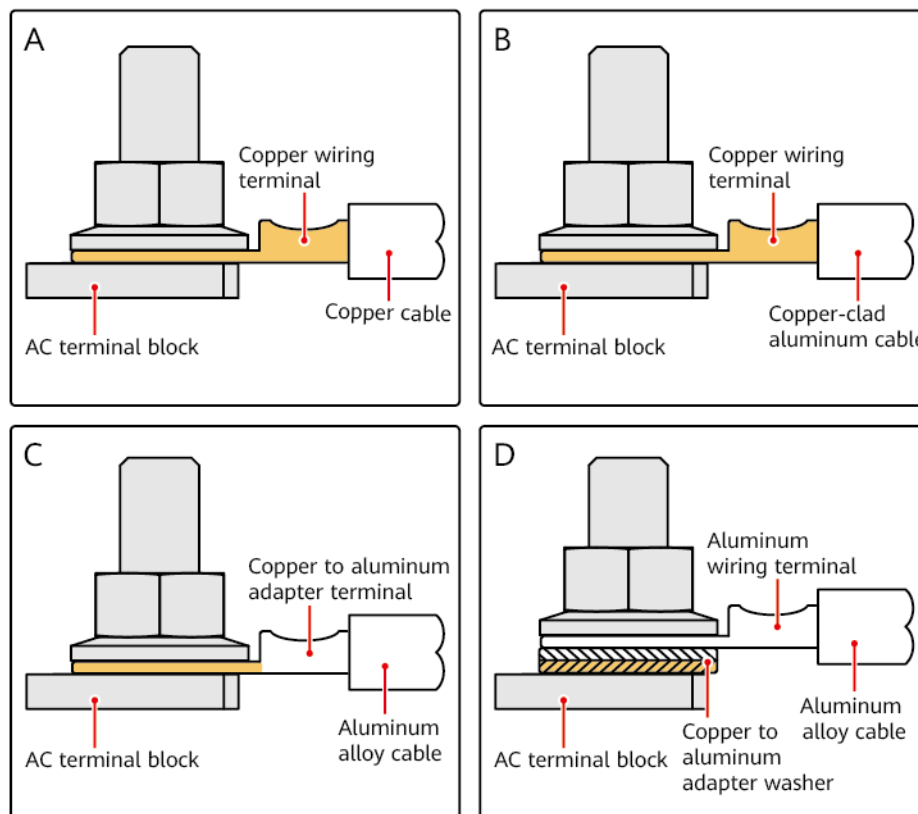 A
Copper wiring
terminal
Copper cable
AC terminal block
B
Copper wiring
terminal
Copper-clad
aluminum cable
AC terminal block
C
Copper to aluminum
adapter terminal
Aluminum
alloy cable
AC terminal block
D
Aluminum
wiring terminal
Aluminum
alloy cable
Copper to
aluminum
adapter washer
AC terminal block